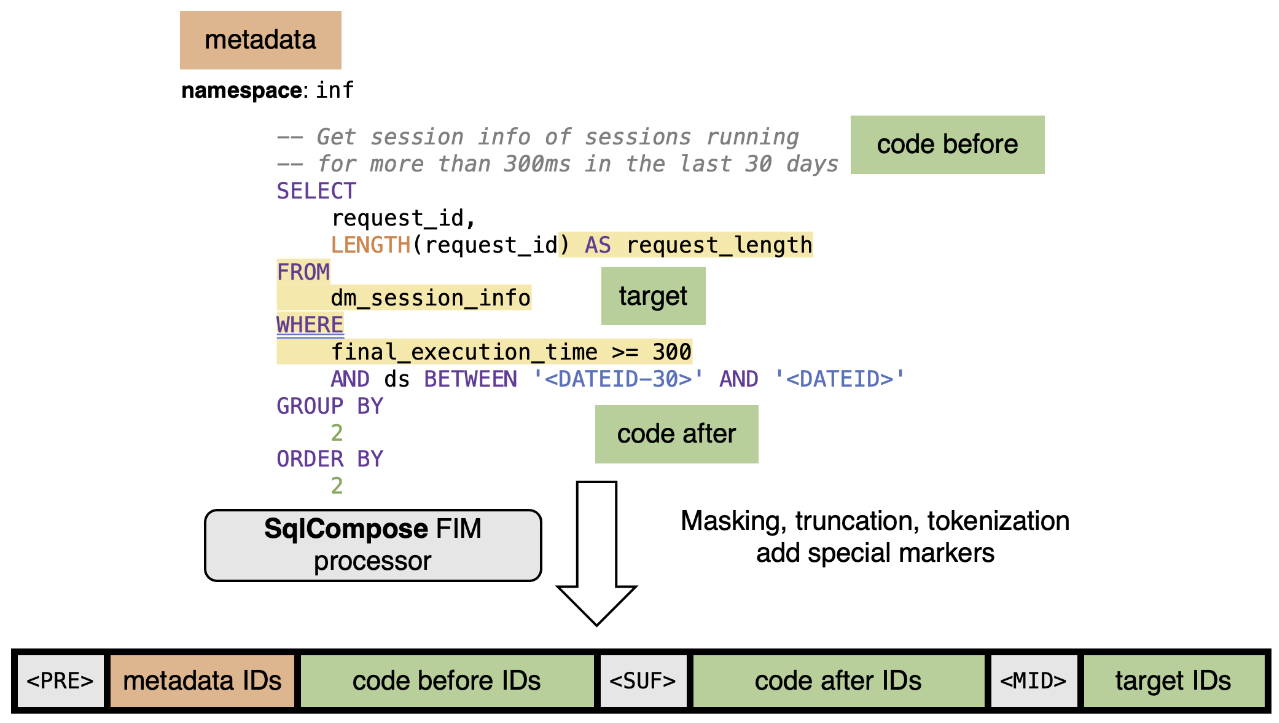 metadata
namespace: inf
-- Get session info of sessions running
-- for more than 300ms in the last 30 days
code before
SELECT
request_id,
LENGTH(request_id) AS request_length
FROM
dm_session_info
target
WHERE
final_execution_time >= 300
AND ds BETWEEN '<DATEID-30>' AND '<DATEID>'
GROUP BY
2
code after
ORDER BY
2
SqlCompose FIM
processor
Masking, truncation, tokenization
add special markers
<PRE> metadata IDs code before IDs <SUF> code after IDs <MID> target IDs